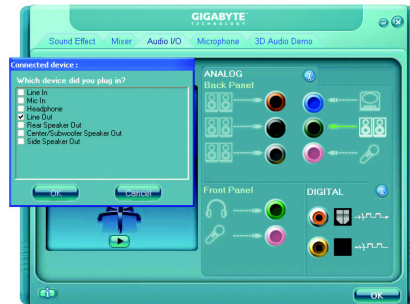 GIGABYTE
TECHNOLOGY
Sound Effect Mixer Audio I/O Microphone 3D Audio Demo
Connected device :
Which device did you plug in?
Line In
Mic In
Headphone
Line Out
Rear Speaker Out
Center/Subwoofer Speaker Out
Side Speaker Out
OK Cancel
ANALOG
Back Panel
Front Panel
DIGITAL
OK